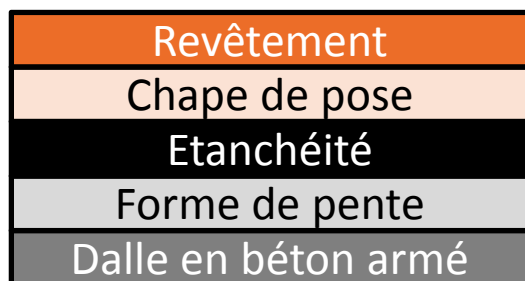 Revêtement
Chape de pose
Etanchéité
Forme de pente
Dalle en béton armé